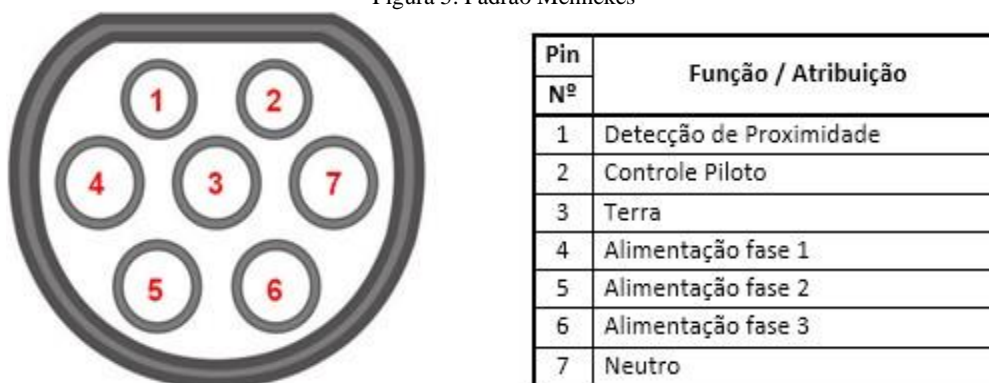 Figura 3: Padrão Mennekes
1 2
4 3 7
5 6
Pin Nº Função / Atribuição
1 Detecção de Proximidade
2 Controle Piloto
3 Terra
4 Alimentação fase 1
5 Alimentação fase 2
6 Alimentação fase 3
7 Neutro